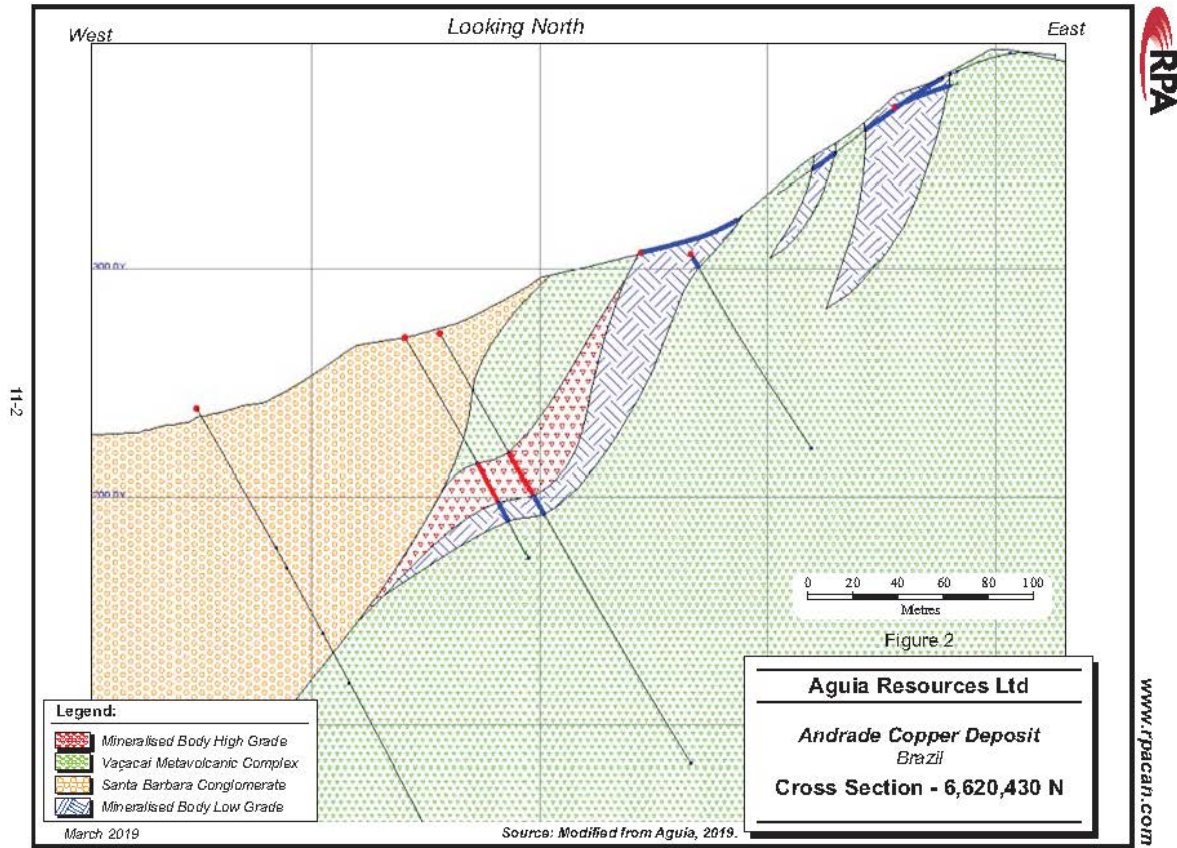 Looking North
West
East
RPA
300.0Y
200.0Y
11-2
0 20 40 60 80 100
Metres
Figure 2
Aguia Resources Ltd
Andrade Copper Deposit
Brazil
Cross Section - 6,620,430 N
Legend:
Mineralised Body High Grade
Vaçacai Metavolcanic Complex
Santa Barbara Conglomerate
Mineralised Body Low Grade
March 2019
Source: Modified from Aguia, 2019.
www.rpacan.com